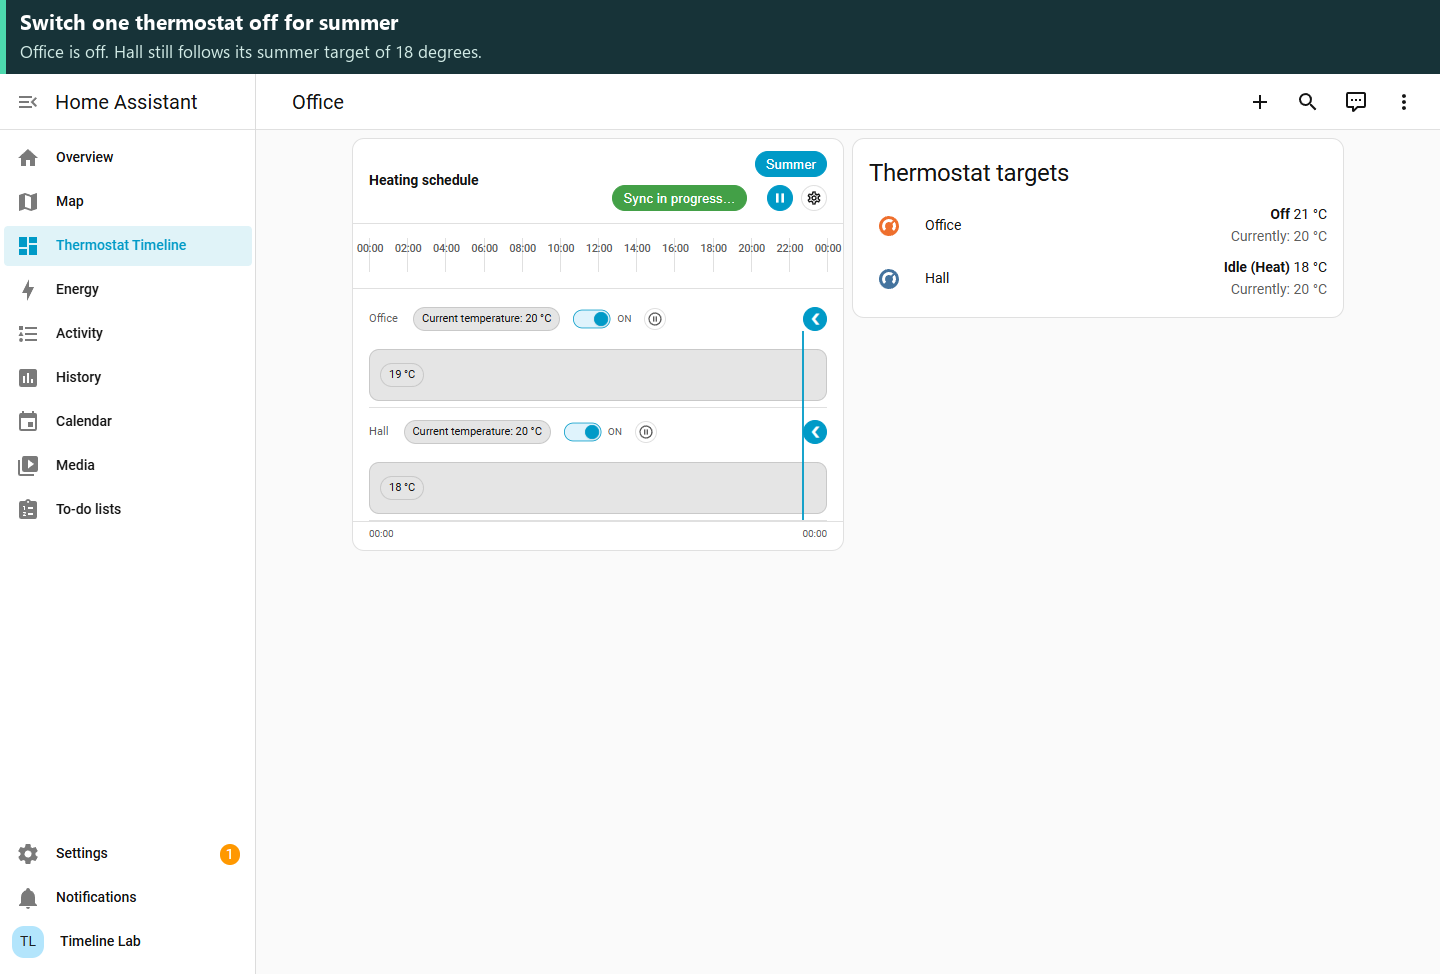 Switch one thermostat off for summer
Office is off. Hall still follows its summer target of 18 degrees.
Home Assistant
Office
Overview
Map
Thermostat Timeline
Energy
Activity
History
Calendar
Media
To-do lists
Settings
1
Notifications
TL
Timeline Lab
Heating schedule
Summer
Sync in progress...
00:00 02:00 04:00 06:00 08:00 10:00 12:00 14:00 16:00 18:00 20:00 22:00 00:00
Office Current temperature: 20 °C ON
19 °C
Hall Current temperature: 20 °C ON
18 °C
00:00 00:00
Thermostat targets
Office Off 21 °C
Currently: 20 °C
Hall Idle (Heat) 18 °C
Currently: 20 °C